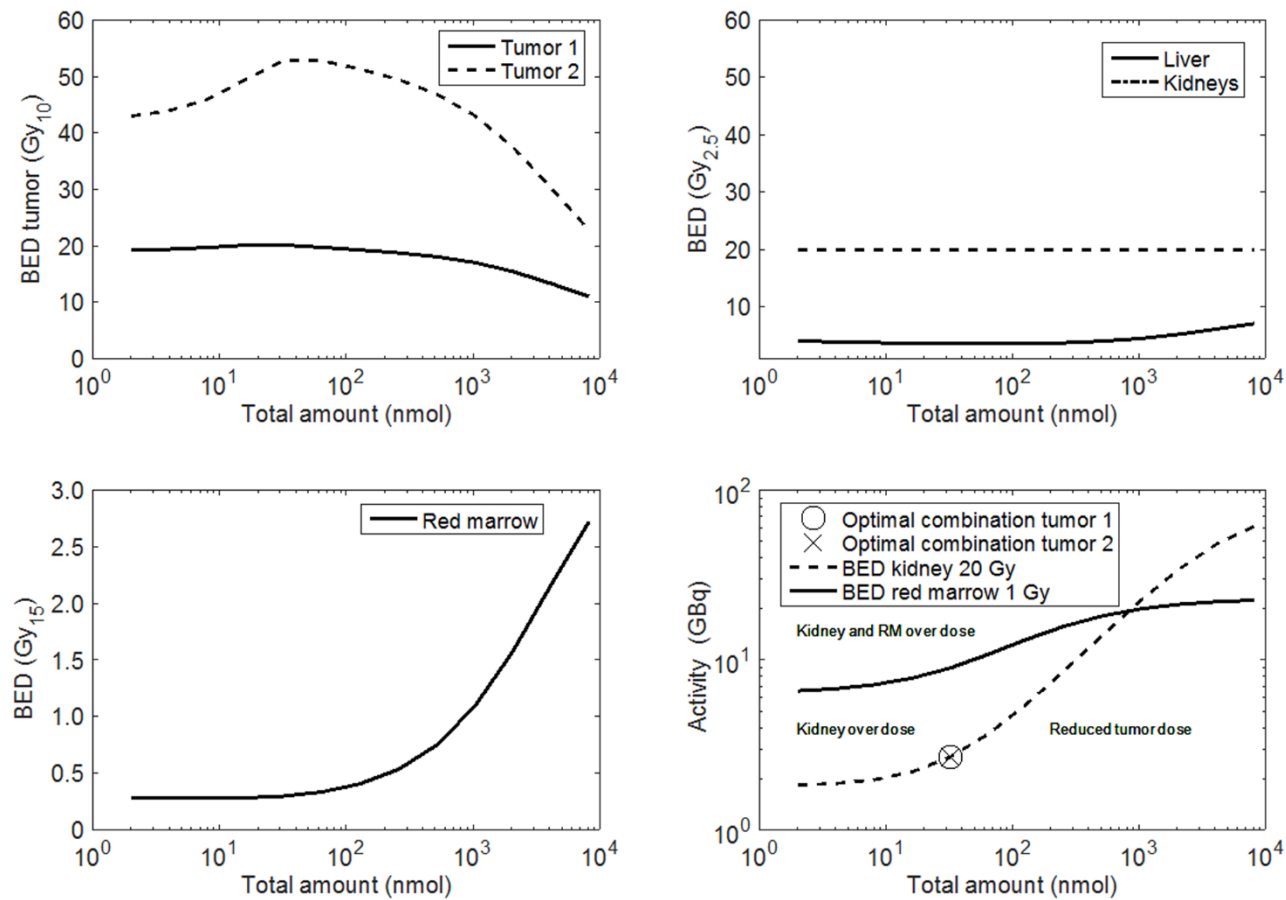 60
50
40
30
20
10
0
BED tumor (Gy10)
Tumor 1
Tumor 2
10^0 10^1 10^2 10^3 10^4
Total amount (nmol)
60
50
40
30
20
10
BED (Gy2.5)
Liver
Kidneys
10^0 10^1 10^2 10^3 10^4
Total amount (nmol)
3.0
2.5
2.0
1.5
1.0
0.5
0
BED (Gy15)
Red marrow
10^0 10^1 10^2 10^3 10^4
Total amount (nmol)
10^2
10^1
10^0
Activity (GBq)
Optimal combination tumor 1
Optimal combination tumor 2
BED kidney 20 Gy
BED red marrow 1 Gy
Kidney and RM over dose
Kidney over dose
Reduced tumor dose
10^0 10^1 10^2 10^3 10^4
Total amount (nmol)